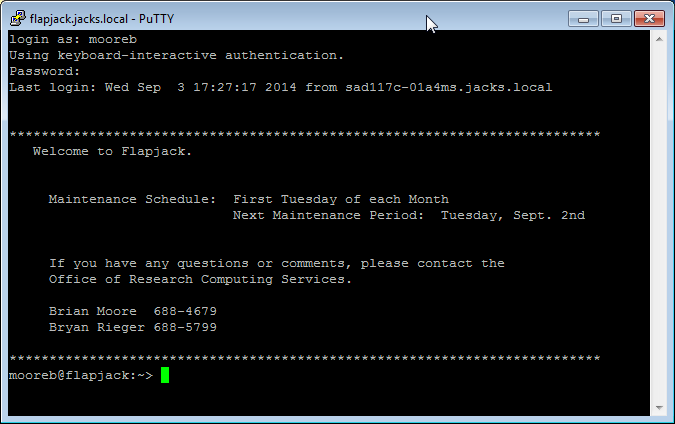 flapjack.jacks.local - PuTTY
login as: mooreb
Using keyboard-interactive authentication.
Password:
Last login: Wed Sep  3 17:27:17 2014 from sad117c-01a4ms.jacks.local
**************************************************************************
Welcome to Flapjack.
Maintenance Schedule:  First Tuesday of each Month
Next Maintenance Period:  Tuesday, Sept. 2nd
If you have any questions or comments, please contact the
Office of Research Computing Services.
Brian Moore  688-4679
Bryan Rieger 688-5799
**************************************************************************
mooreb@flapjack:~>